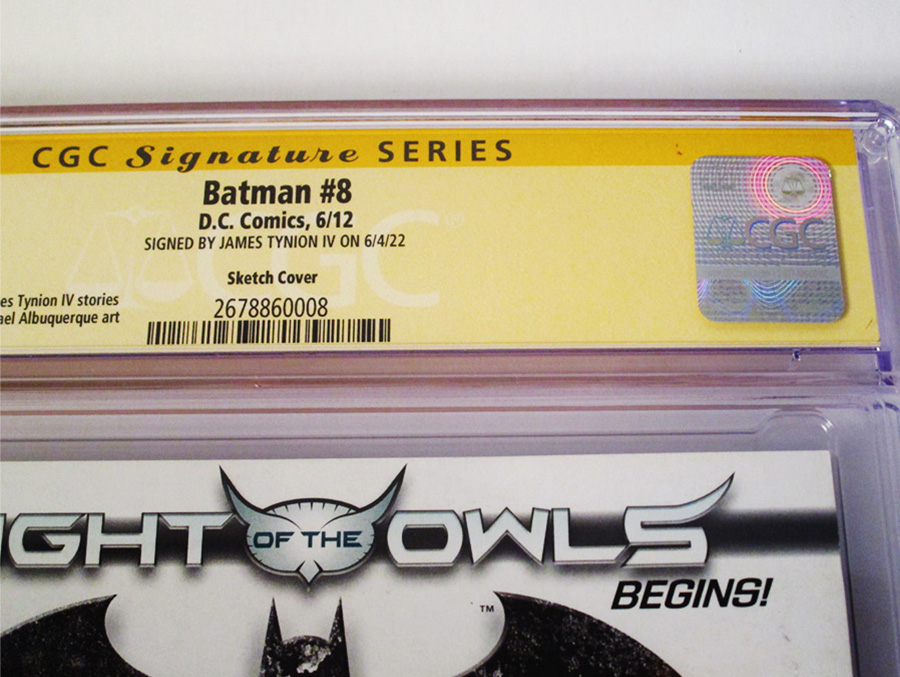 CGC Signature SERIES
Batman #8
D.C. Comics, 6/12
SIGNED BY JAMES TYNION IV ON 6/4/22
Sketch Cover
es Tynion IV stories
ael Albuquerque art
2678860008
CGC
CGC
IGHT OF THE OWLS
BEGINS!
TM